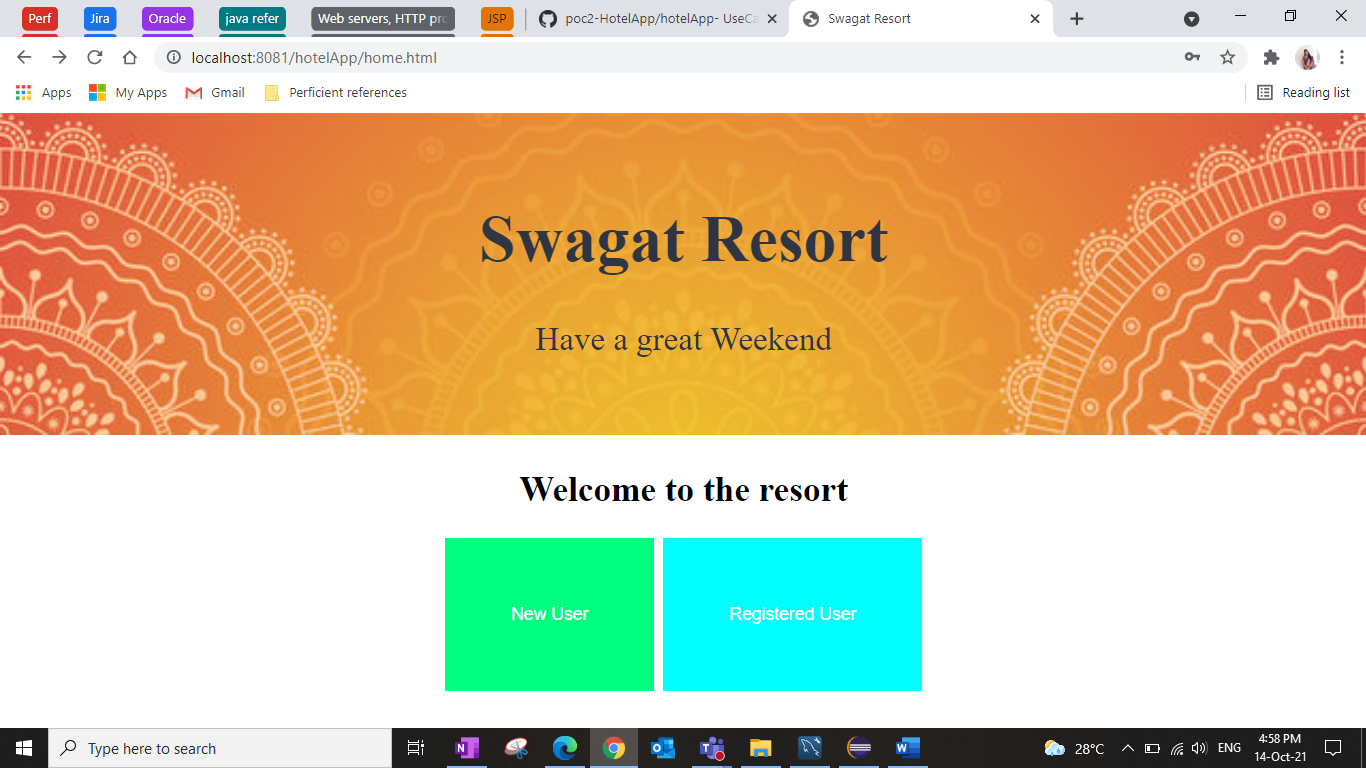 Perf
Jira
Oracle
java refer
Web servers, HTTP pro
JSP
poc2-HotelApp/hotelApp- UseCa
Swagat Resort
localhost:8081/hotelApp/home.html
Apps
My Apps
Gmail
Perficient references
Reading list
Swagat Resort
Have a great Weekend
Welcome to the resort
New User
Registered User
Type here to search
28°C
ENG
4:58 PM
14-Oct-21